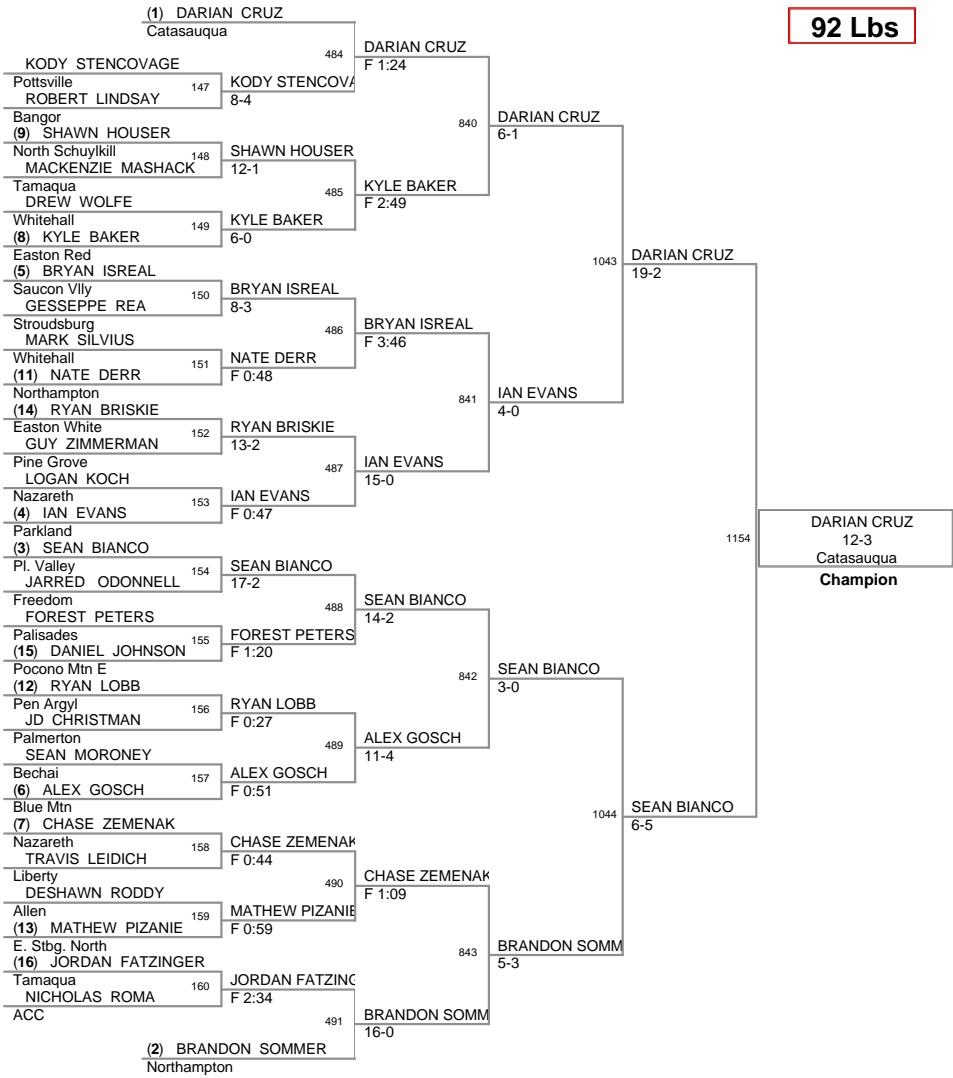 (1) DARIAN CRUZ
Catasauqua
92 Lbs
484
DARIAN CRUZ
F 1:24
KODY STENCOVAGE
Pottsville
147
KODY STENCOVA
8-4
ROBERT LINDSAY
Bangor
840
DARIAN CRUZ
6-1
(9) SHAWN HOUSER
North Schuylkill
148
SHAWN HOUSER
12-1
MACKENZIE MASHACK
Tamaqua
485
KYLE BAKER
F 2:49
DREW WOLFE
Whitehall
149
KYLE BAKER
6-0
(8) KYLE BAKER
Easton Red
1043
DARIAN CRUZ
19-2
(5) BRYAN ISREAL
Saucon Vlly
150
BRYAN ISREAL
8-3
GESSEPPE REA
Stroudsburg
486
BRYAN ISREAL
F 3:46
MARK SILVIUS
Whitehall
151
NATE DERR
F 0:48
(11) NATE DERR
Northampton
841
IAN EVANS
4-0
(14) RYAN BRISKIE
Easton White
152
RYAN BRISKIE
13-2
GUY ZIMMERMAN
Pine Grove
487
IAN EVANS
15-0
LOGAN KOCH
Nazareth
153
IAN EVANS
F 0:47
(4) IAN EVANS
Parkland
1154
DARIAN CRUZ
12-3
Catasauqua
Champion
(3) SEAN BIANCO
Pl. Valley
154
SEAN BIANCO
17-2
JARRED ODONNELL
Freedom
488
SEAN BIANCO
14-2
FOREST PETERS
Palisades
155
FOREST PETERS
F 1:20
(15) DANIEL JOHNSON
Pocono Mtn E
842
SEAN BIANCO
3-0
(12) RYAN LOBB
Pen Argyl
156
RYAN LOBB
F 0:27
JD CHRISTMAN
Palmerton
489
ALEX GOSCH
11-4
SEAN MORONEY
Bechai
157
ALEX GOSCH
F 0:51
(6) ALEX GOSCH
Blue Mtn
1044
SEAN BIANCO
6-5
(7) CHASE ZEMENAK
Nazareth
158
CHASE ZEMENAK
F 0:44
TRAVIS LEIDICH
Liberty
490
CHASE ZEMENAK
F 1:09
DESHAWN RODDY
Allen
159
MATHEW PIZANIE
F 0:59
(13) MATHEW PIZANIE
E. Stbg. North
843
BRANDON SOMM
5-3
(16) JORDAN FATZINGER
Tamaqua
160
JORDAN FATZING
F 2:34
NICHOLAS ROMA
ACC
491
BRANDON SOMM
16-0
(2) BRANDON SOMMER
Northampton